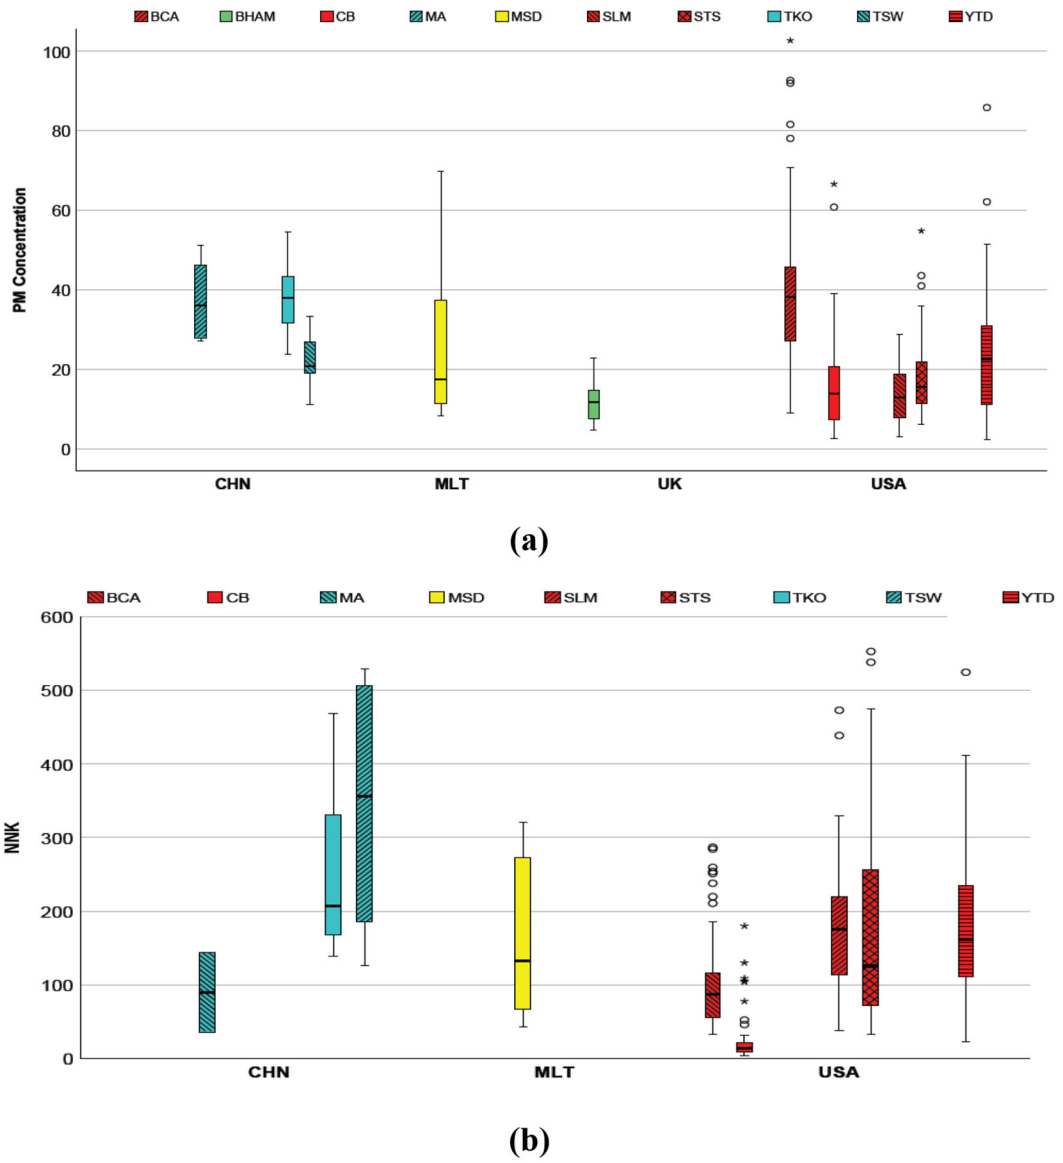 BCA BHAM CB MA MSD SLM STS TKO TSW YTD
100
80
60
40
20
0
PM Concentration
CHN MLT UK USA
(a)
BCA CB MA MSD SLM STS TKO TSW YTD
600
500
400
300
200
100
0
NNK
CHN MLT USA
(b)